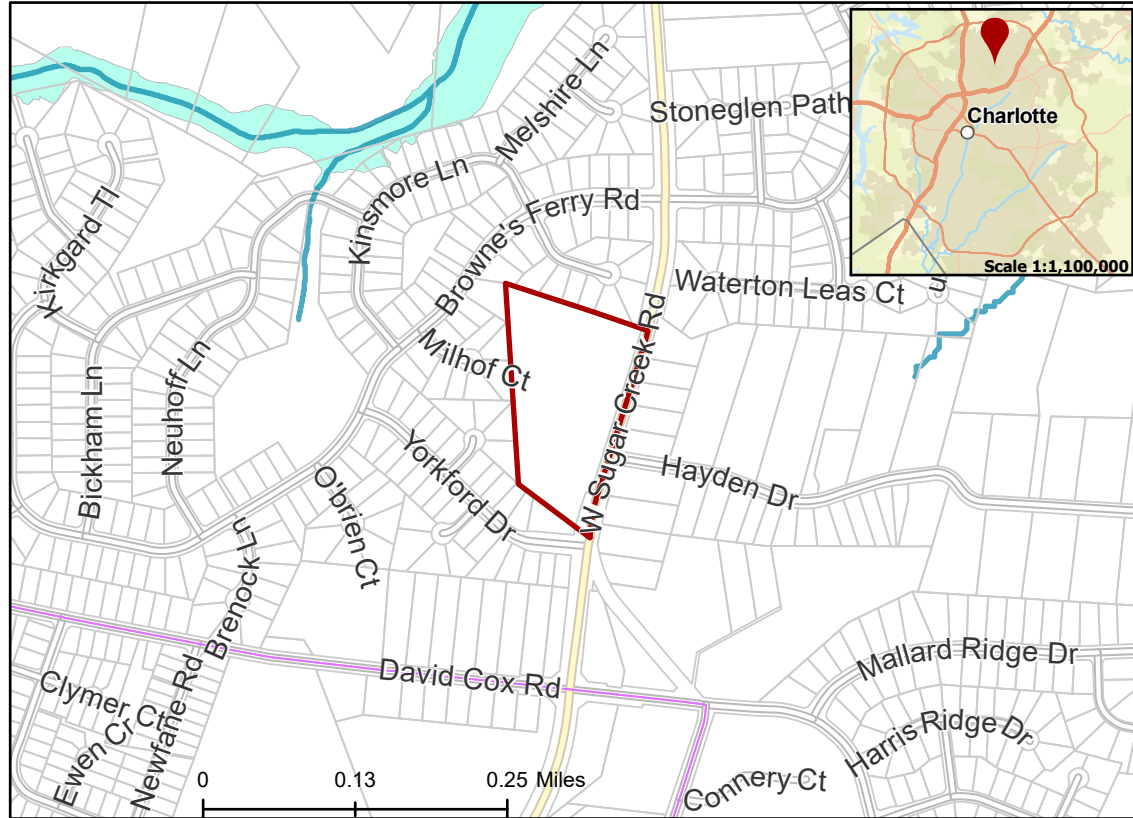 Melshire Ln
Stoneglen Path
Charlotte
Scale 1:1,100,000
Kirkgard Tl
Kinsmore Ln
Browne's Ferry Rd
Waterton Leas Ct
n
Milhof Ct
W Sugar Creek Rd
Neuhoff Ln
Bickham Ln
Yorkford Dr
Hayden Dr
O'brien Ct
Brenock Ln
David Cox Rd
Mallard Ridge Dr
Clymer Ct
Ewen Cr
Newfane Rd
Harris Ridge Dr
Connery Ct
0 0.13 0.25 Miles